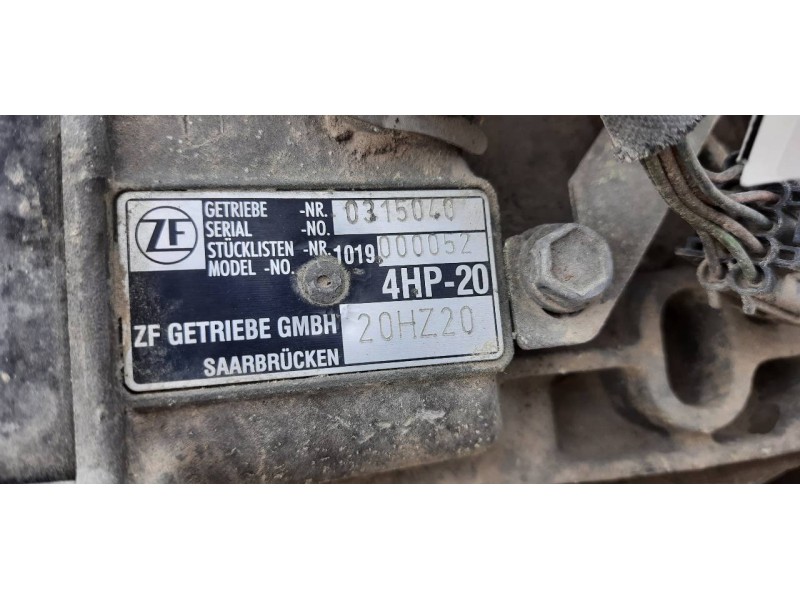 ZF
GETRIEBE -NR. 0315040
SERIAL -NO.
STÜCKLISTEN -NR. 1019 000052
MODEL -NO.
4HP-20
ZF GETRIEBE GMBH 20HZ20
SAARBRÜCKEN